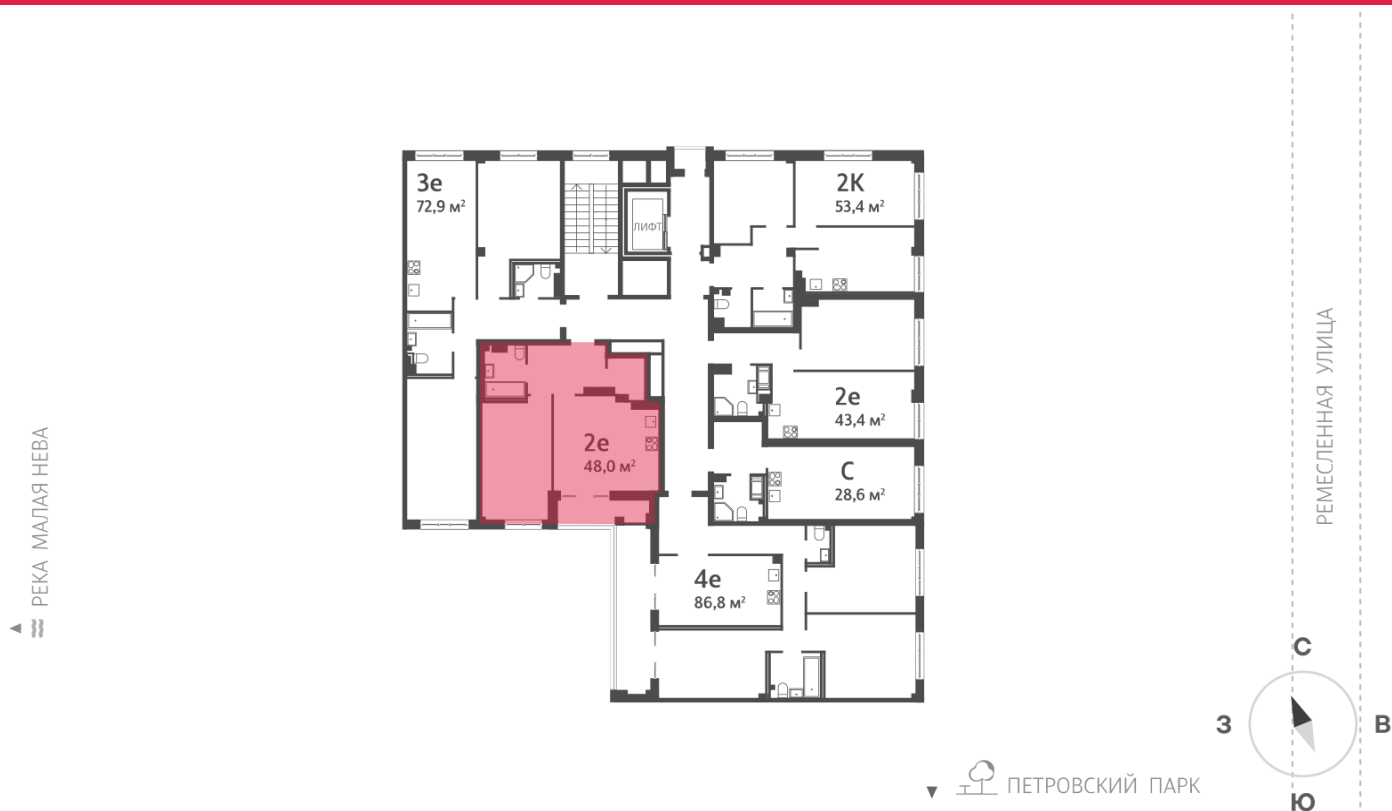 3е
72,9 м²
ЛИФТ
2К
53,4 м²
2е
43,4 м²
2е
48,0 м²
С
28,6 м²
4е
86,8 м²
РЕКА МАЛАЯ НЕВА
РЕМЕСЛЕННАЯ УЛИЦА
С
З
В
Ю
ПЕТРОВСКИЙ ПАРК